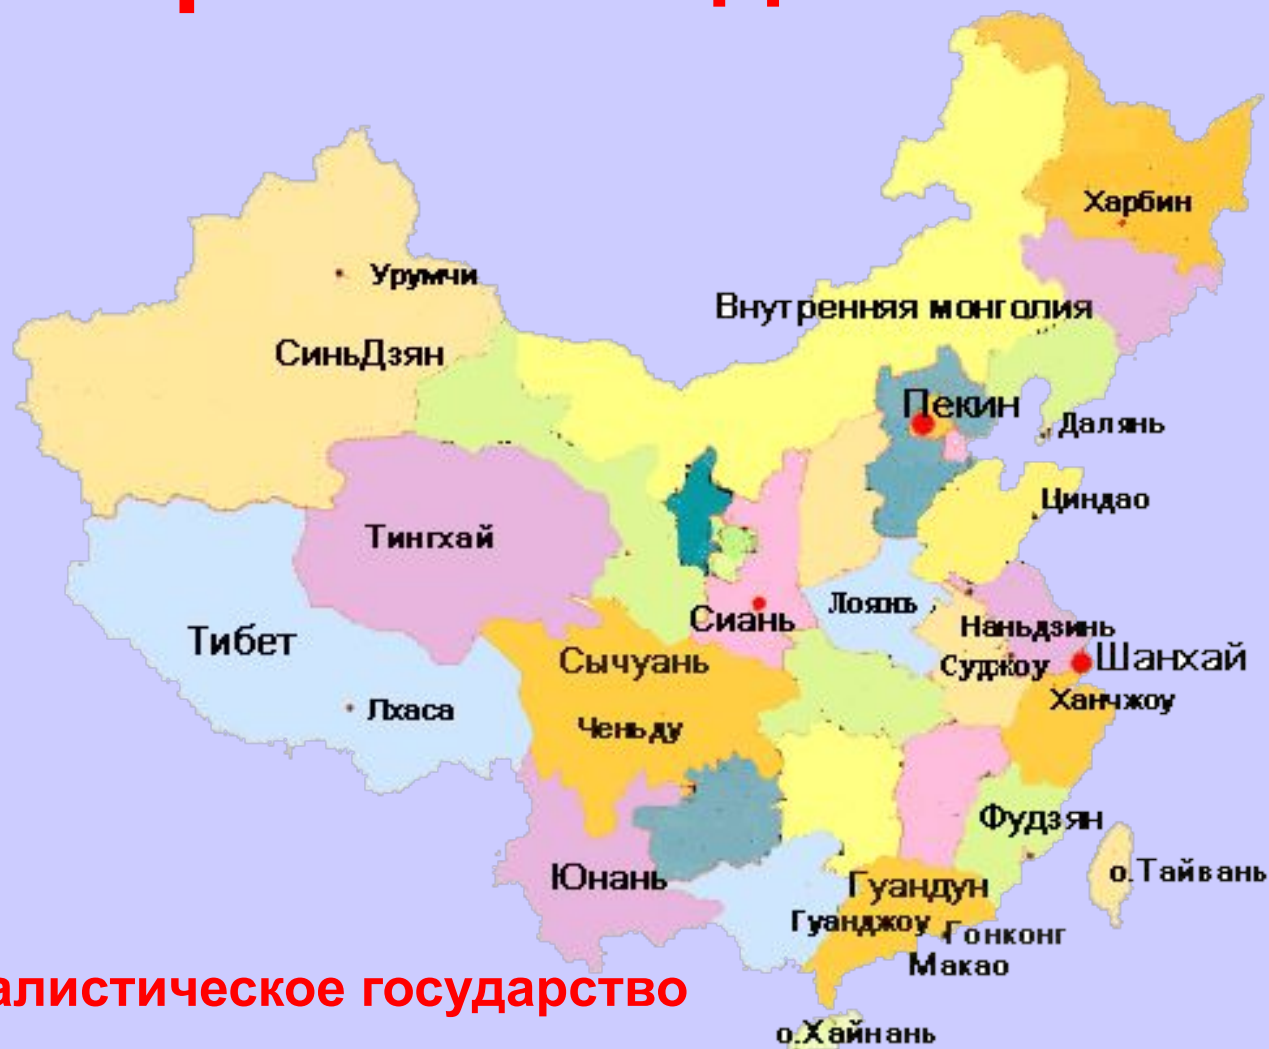 Харбин
Урумчи
Внутренняя монголия
СиньДзян
Пекин
Далянь
Циндао
Тингхай
Лоянь
Сиань
Наньдзинь
Тибет
Сычуань
Суджоу
Шанхай
Ханчжоу
Лхаса
Ченьду
Фудзян
о.Тайвань
Юнань
Гуандун
Гуанджоу
Гонконг
Макао
алистическое государство
о.Хайнань